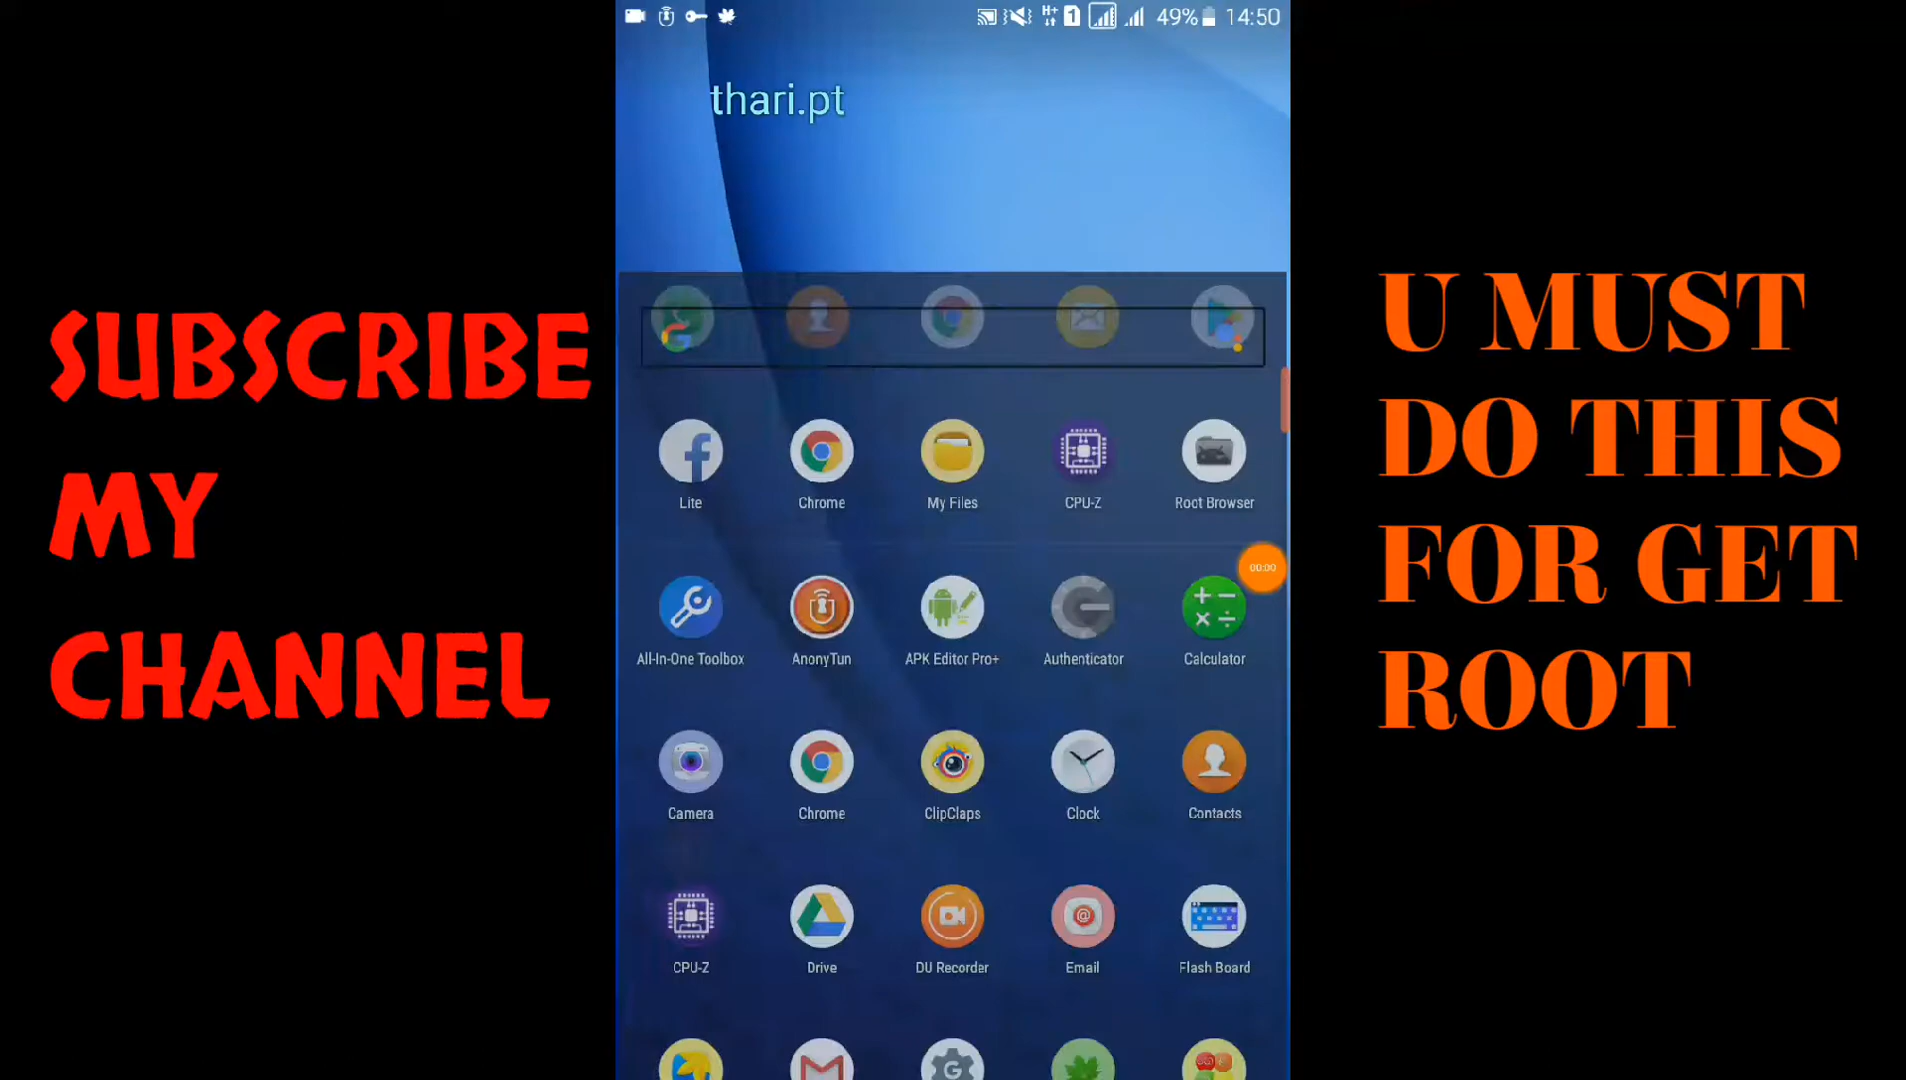 H+ 1 49% 14:50
thari.pt
SUBSCRIBE
MY
CHANNEL
U MUST
DO THIS
FOR GET
ROOT
Lite Chrome My Files CPU-Z Root Browser
00:00
All-In-One Toolbox AnonyTun APK Editor Pro+ Authenticator Calculator
Camera Chrome ClipClaps Clock Contacts
CPU-Z Drive DU Recorder Email Flash Board